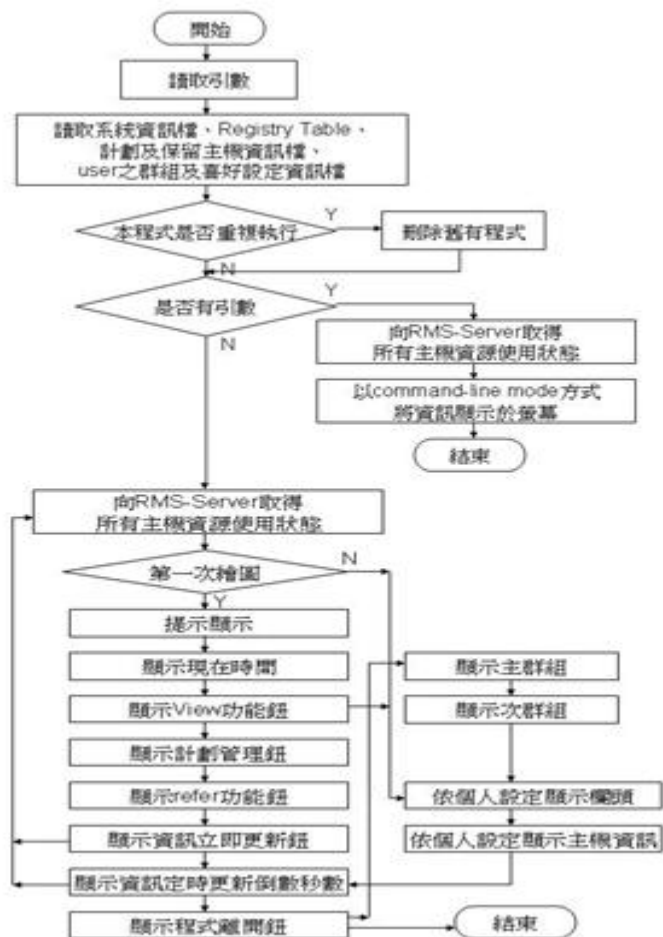 開始
讀取引數
讀取系統資訊檔、Registry Table、
計劃及保留主機資訊檔、
user之群組及喜好設定資訊檔
本程式是否重複執行
Y
刪除舊有程式
N
是否有引數
Y
N
向RMS-Server取得
所有主機資源使用狀態
以command-line mode方式
將資訊顯示於螢幕
結束
向RMS-Server取得
所有主機資源使用狀態
第一次繪圖
N
Y
提示顯示
顯示現在時間
顯示View功能鈕
顯示計劃管理鈕
顯示refer功能鈕
顯示資訊立即更新鈕
顯示資訊定時更新倒數秒數
顯示程式離開鈕
顯示主群組
顯示次群組
依個人設定顯示欄頭
依個人設定顯示主機資訊
結束